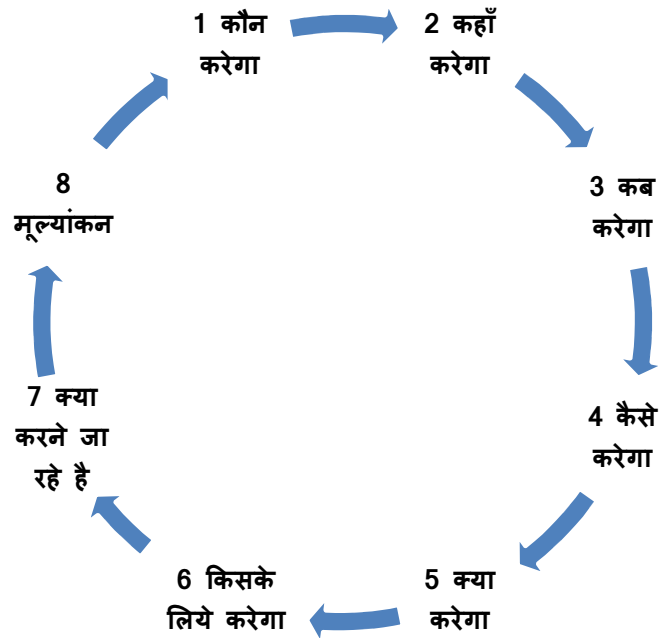 1 कौन
करेगा
2 कहाँ
करेगा
3 कब
करेगा
4 कैसे
करेगा
5 क्या
करेगा
6 किसके
लिये करेगा
7 क्या
करने जा
रहे है
8
मूल्यांकन